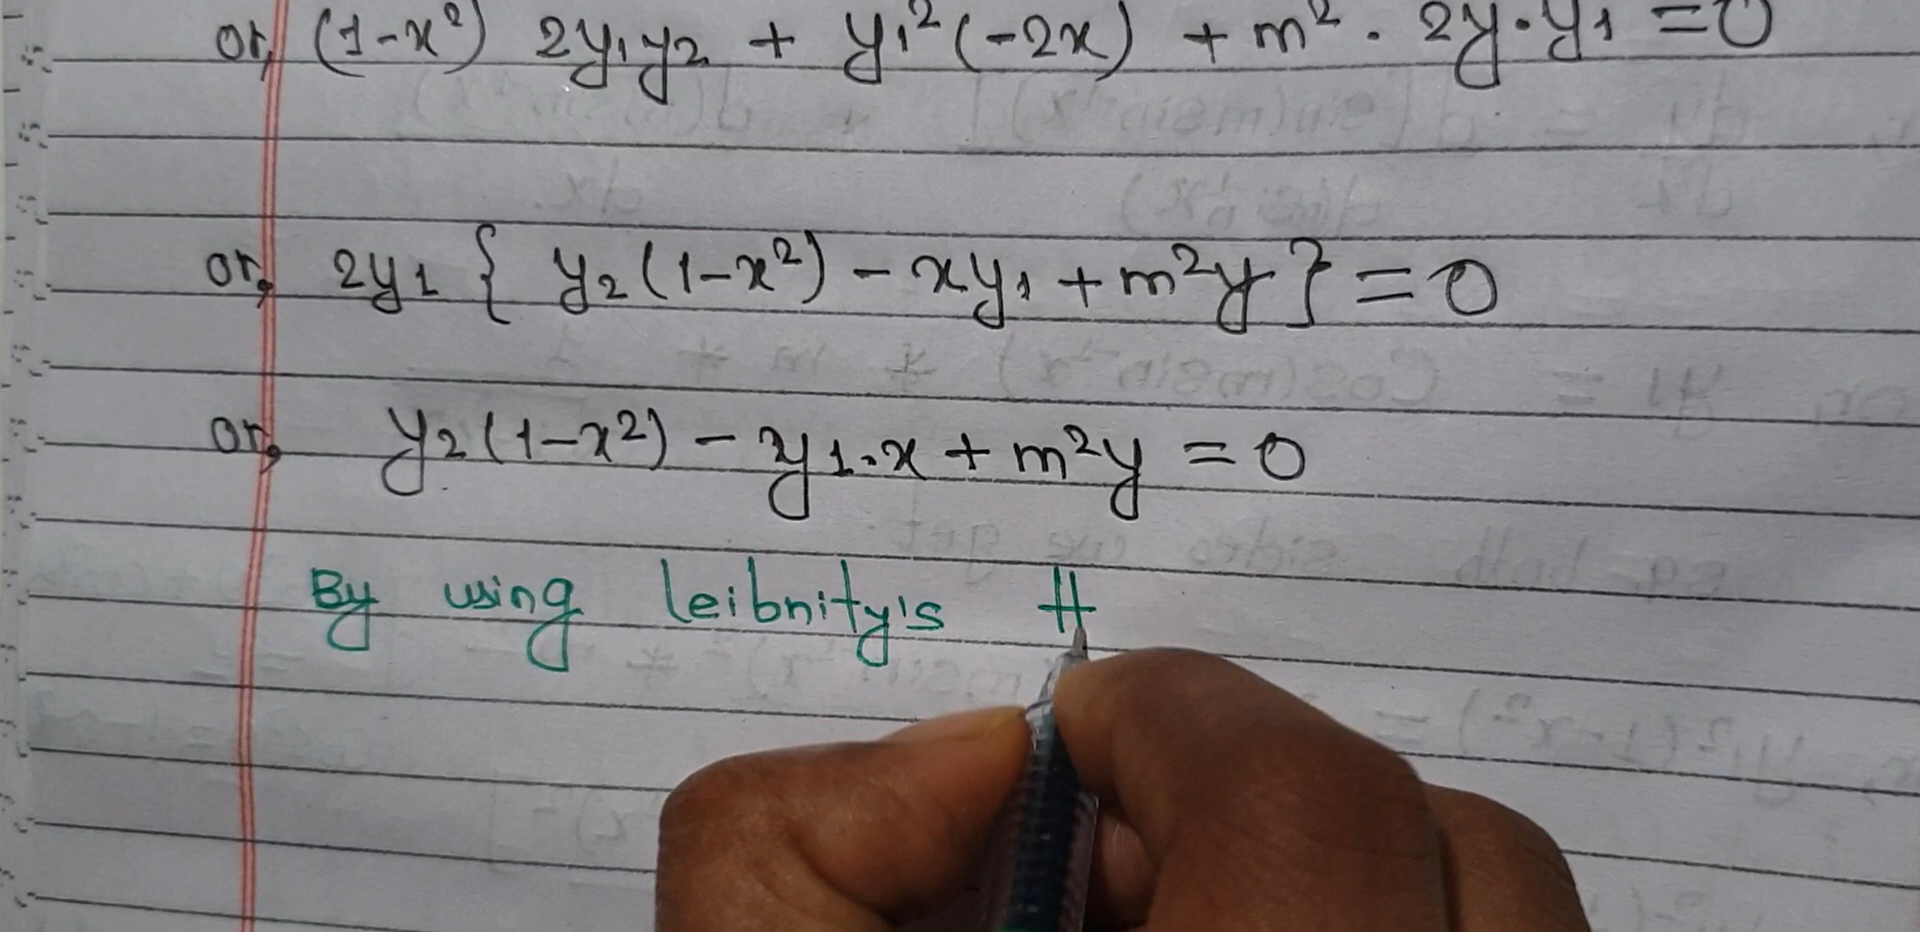 or, (1-x²) 2y₁y₂ + y₁²(-2x) + m² . 2y.y₁ =0
or, 2y₁ { y₂(1-x²) - xy₁ + m²y } = 0
or, y₂(1-x²) - y₁.x + m²y = 0
By using leibnity's